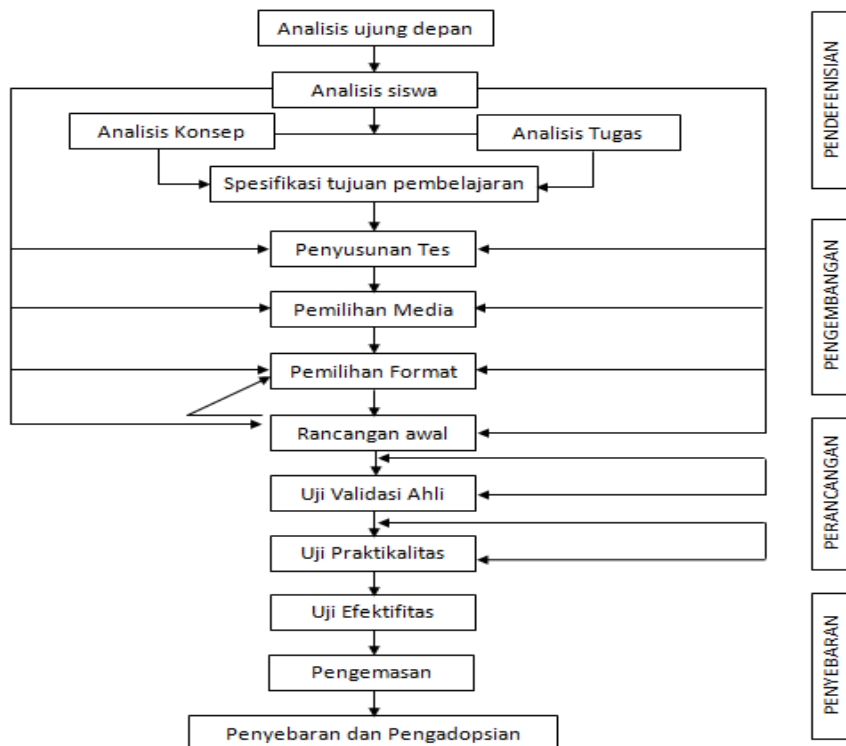 Analisis ujung depan
Analisis siswa
Analisis Konsep
Analisis Tugas
Spesifikasi tujuan pembelajaran
Penyusunan Tes
Pemilihan Media
Pemilihan Format
Rancangan awal
Uji Validasi Ahli
Uji Praktikalitas
Uji Efektifitas
Pengemasan
Penyebaran dan Pengadopsian
PENDEFENISIAN
PENGEMBANGAN
PERANCANGAN
PENYEBARAN